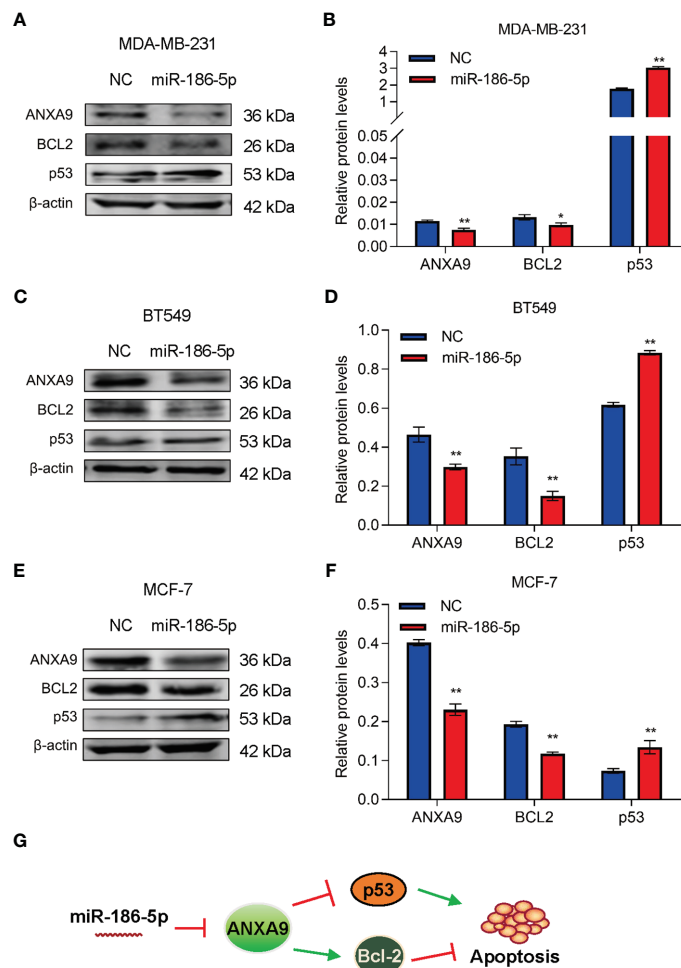 A
MDA-MB-231
NC miR-186-5p
ANXA9 36 kDa
BCL2 26 kDa
p53 53 kDa
β-actin 42 kDa
B
MDA-MB-231
NC
miR-186-5p
Relative protein levels
4
3
2
1
0.05
0.04
0.03
0.02
0.01
0.00
** * **
ANXA9 BCL2 p53
C
BT549
NC miR-186-5p
ANXA9 36 kDa
BCL2 26 kDa
p53 53 kDa
β-actin 42 kDa
D
BT549
NC
miR-186-5p
Relative protein levels
1.0
0.8
0.6
0.4
0.2
0.0
** ** **
ANXA9 BCL2 p53
E
MCF-7
NC miR-186-5p
ANXA9 36 kDa
BCL2 26 kDa
p53 53 kDa
β-actin 42 kDa
F
MCF-7
NC
miR-186-5p
Relative protein levels
0.5
0.4
0.3
0.2
0.1
0.0
** ** **
ANXA9 BCL2 p53
G
miR-186-5p
ANXA9
p53
Bcl-2
Apoptosis